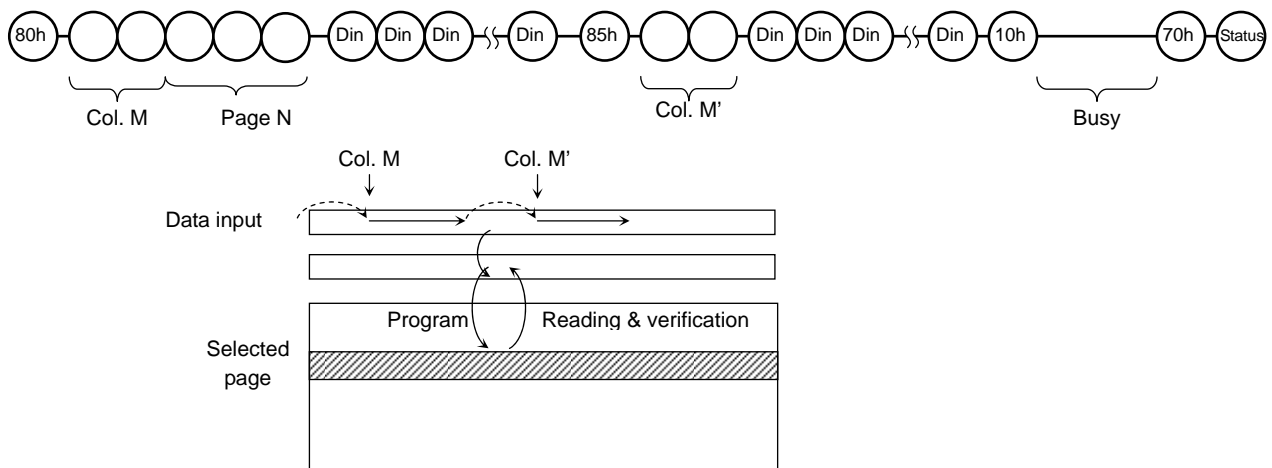 80h Din Din Din Din 85h Din Din Din Din 10h 70h Status
Col. M Page N Col. M’ Busy
Col. M Col. M’
Data input
Program Reading & verification
Selected
page